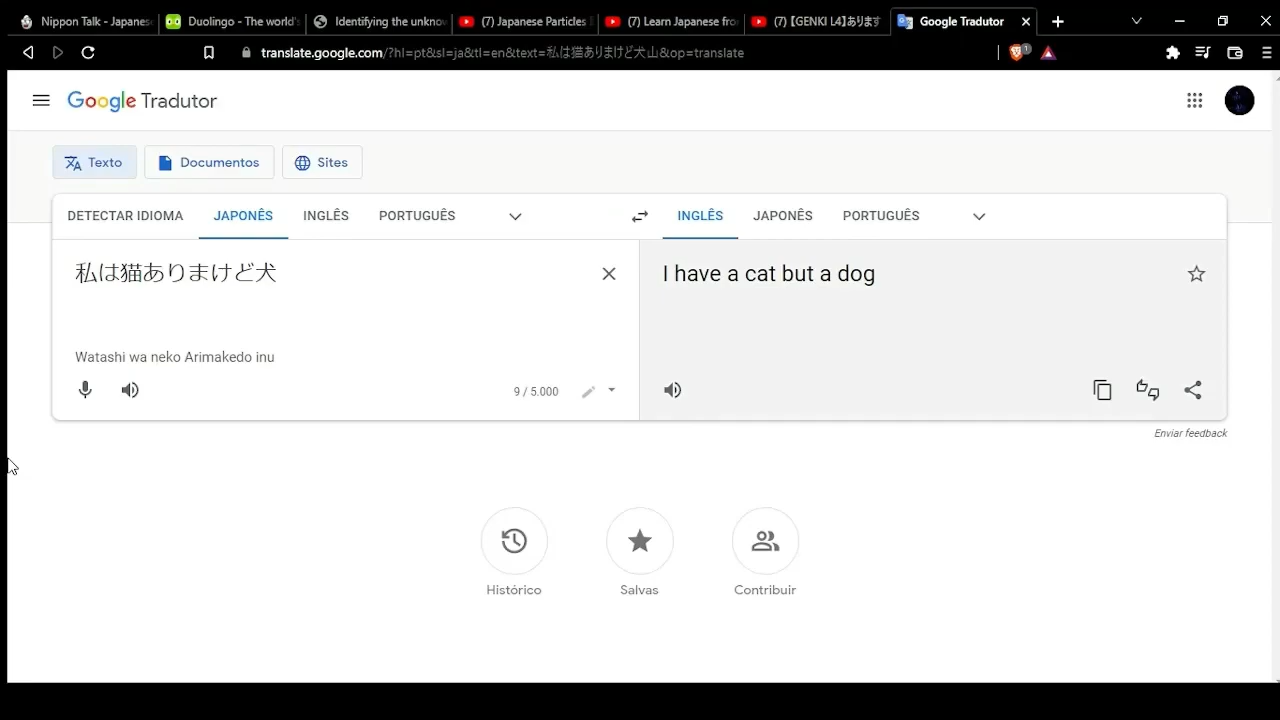 Nippon Talk - Japanes
Duolingo - The world's
Identifying the unknow
(7) Japanese Particles
(7) Learn Japanese fro
(7) 【GENKI L4】あります
Google Tradutor
translate.google.com/?hl=pt&sl=ja&tl=en&text=私は猫ありまけど犬山&op=translate
1
Google Tradutor
Texto
Documentos
Sites
DETECTAR IDIOMA
JAPONÊS
INGLÊS
PORTUGUÊS
INGLÊS
JAPONÊS
PORTUGUÊS
私は猫ありまけど犬
I have a cat but a dog
Watashi wa neko Arimakedo inu
9 / 5.000
Enviar feedback
Histórico
Salvas
Contribuir